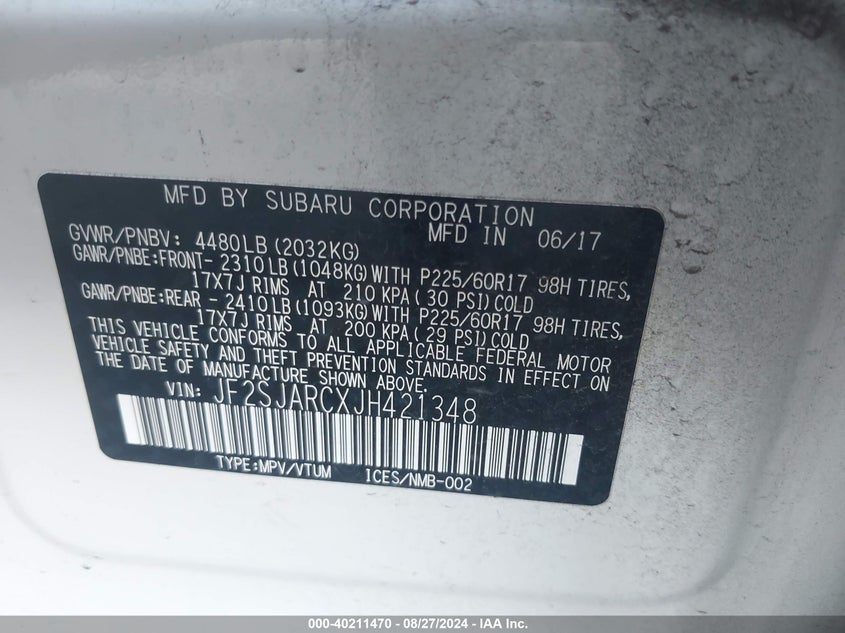 MFD BY SUBARU CORPORATION
GVWR/PNBV: 4480LB (2032KG) MFD IN 06/17
GAWR/PNBE:FRONT- 2310LB (1048KG) WITH P225/60R17 98H TIRES,
17X7J RIMS AT 210 KPA ( 30 PSI) COLD
GAWR/PNBE:REAR - 2410LB (1093KG) WITH P225/60R17 98H TIRES,
17X7J RIMS AT 200 KPA ( 29 PSI) COLD
THIS VEHICLE CONFORMS TO ALL APPLICABLE FEDERAL MOTOR
VEHICLE SAFETY AND THEFT PREVENTION STANDARDS IN EFFECT ON
THE DATE OF MANUFACTURE SHOWN ABOVE.
VIN: JF2SJARCXJH421348
TYPE:MPV/VTUM ICES/NMB-002
000-40211470 - 08/27/2024 - IAA, Inc.